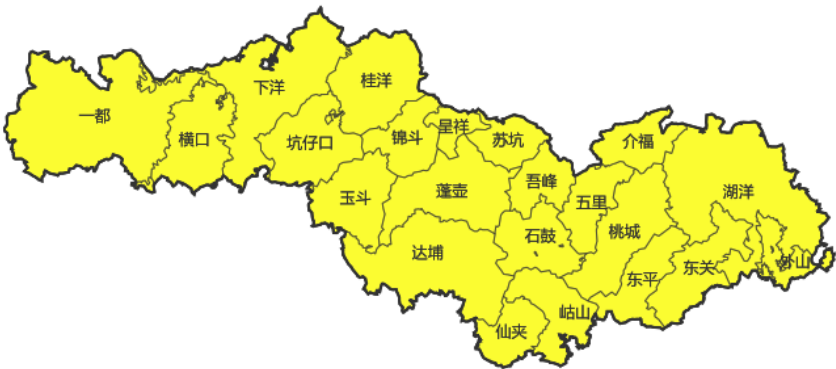 一都
横口
下洋
桂洋
坑仔口
锦斗
呈祥
苏坑
介福
玉斗
蓬壶
吾峰
五里
湖洋
达埔
石鼓
桃城
东平
东关
外山
仙夹
岵山